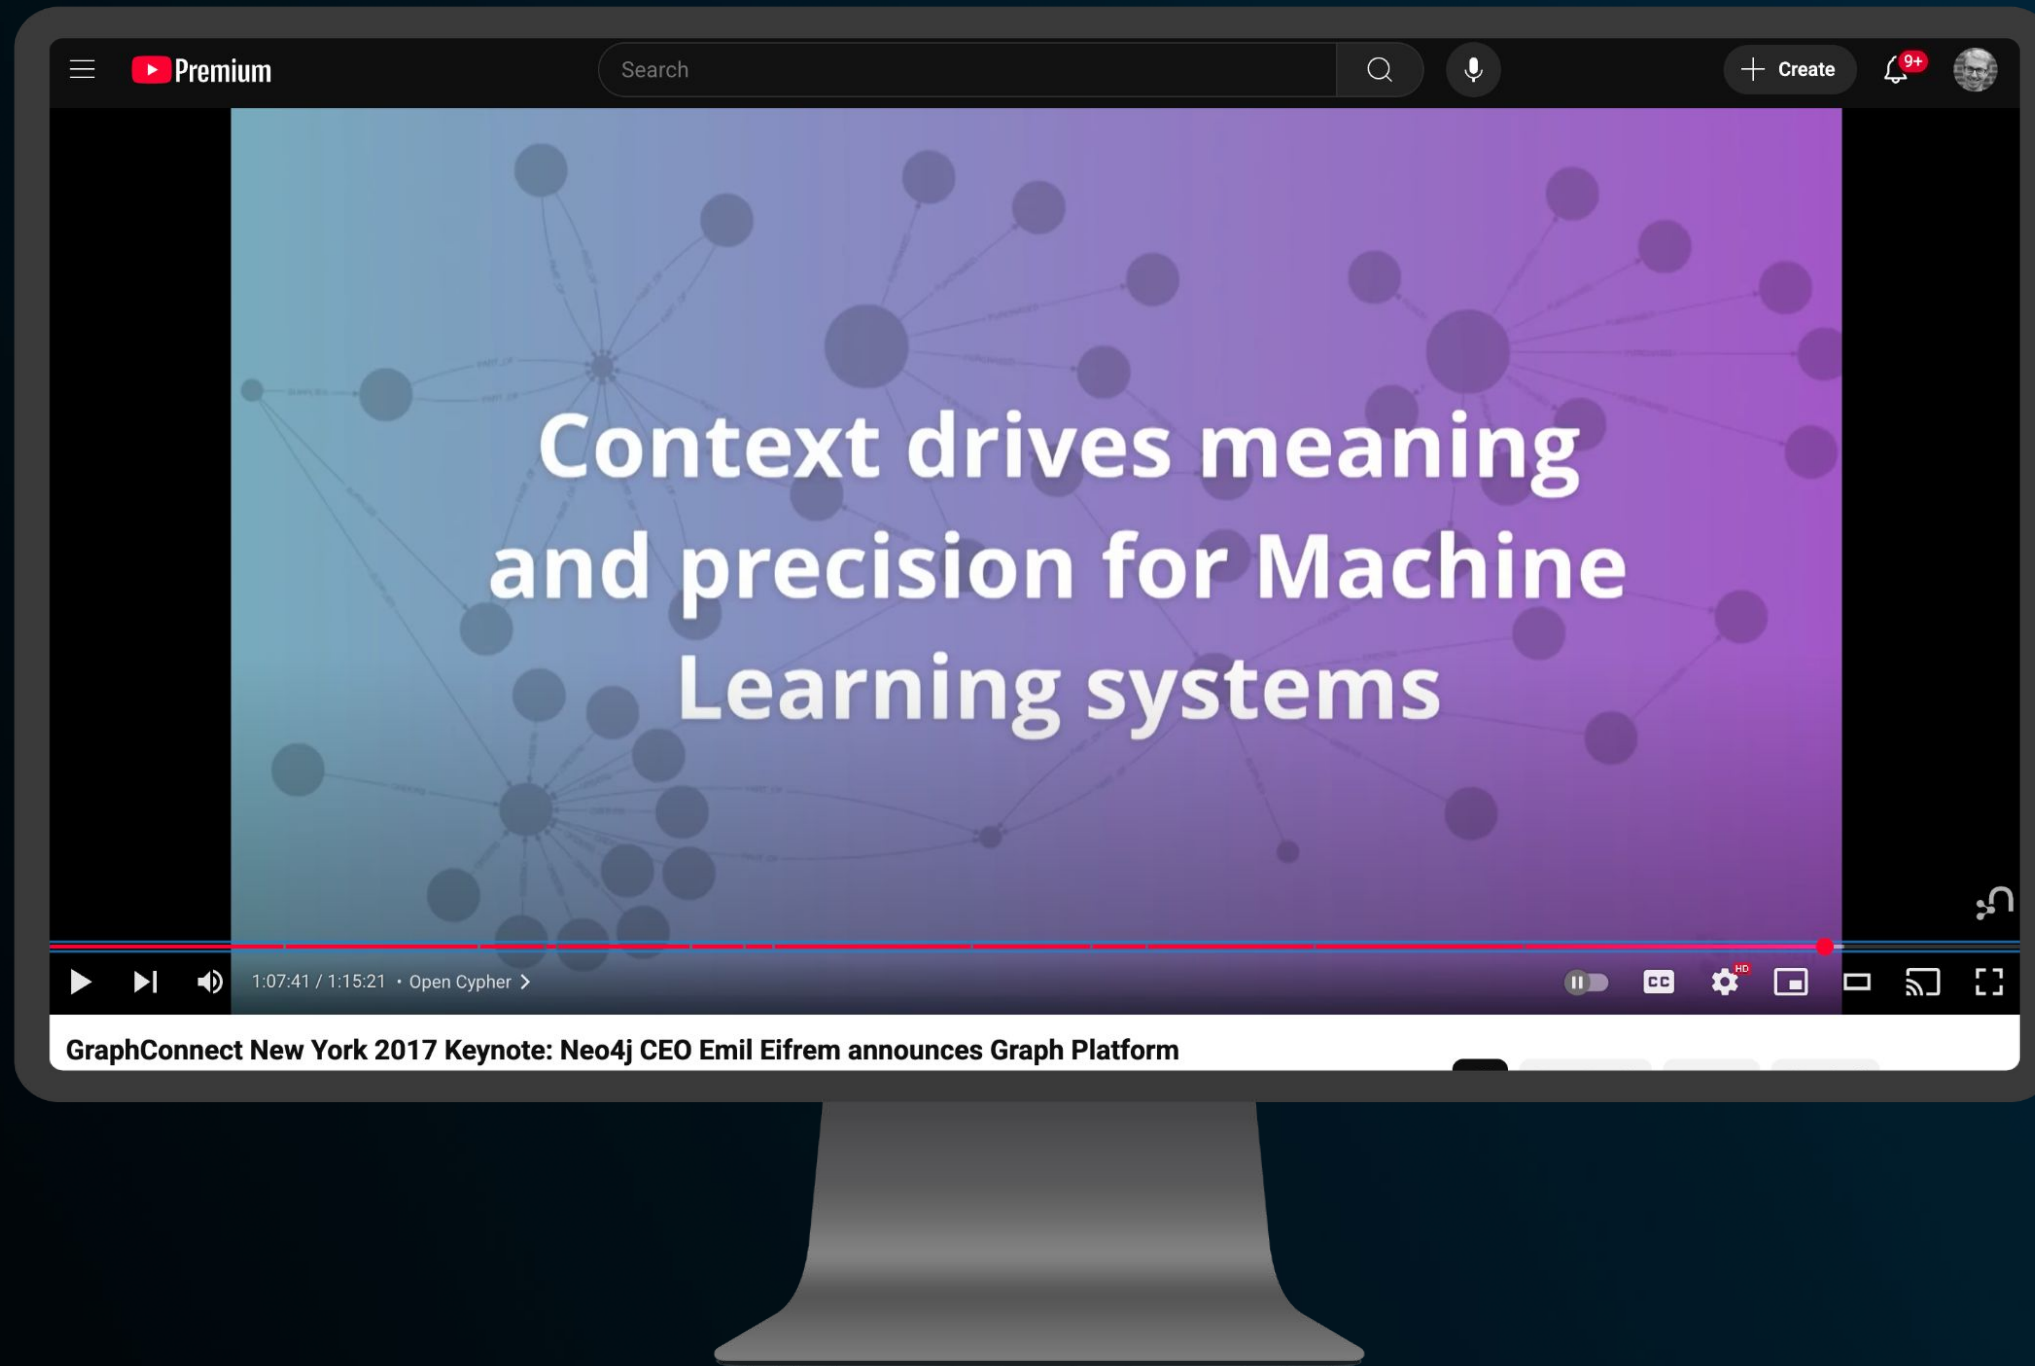 Premium
Search
Create
9+
Context drives meaning
and precision for Machine
Learning systems
1:07:41 / 1:15:21 • Open Cypher
CC
HD
GraphConnect New York 2017 Keynote: Neo4j CEO Emil Eifrem announces Graph Platform